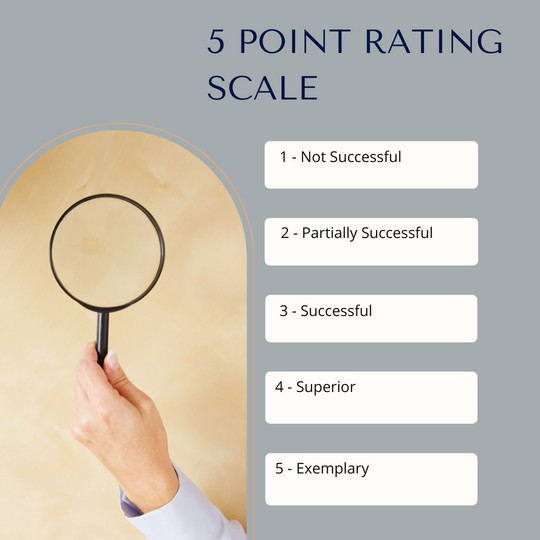 5 POINT RATING
SCALE
1 - Not Successful
2 - Partially Successful
3 - Successful
4 - Superior
5 - Exemplary